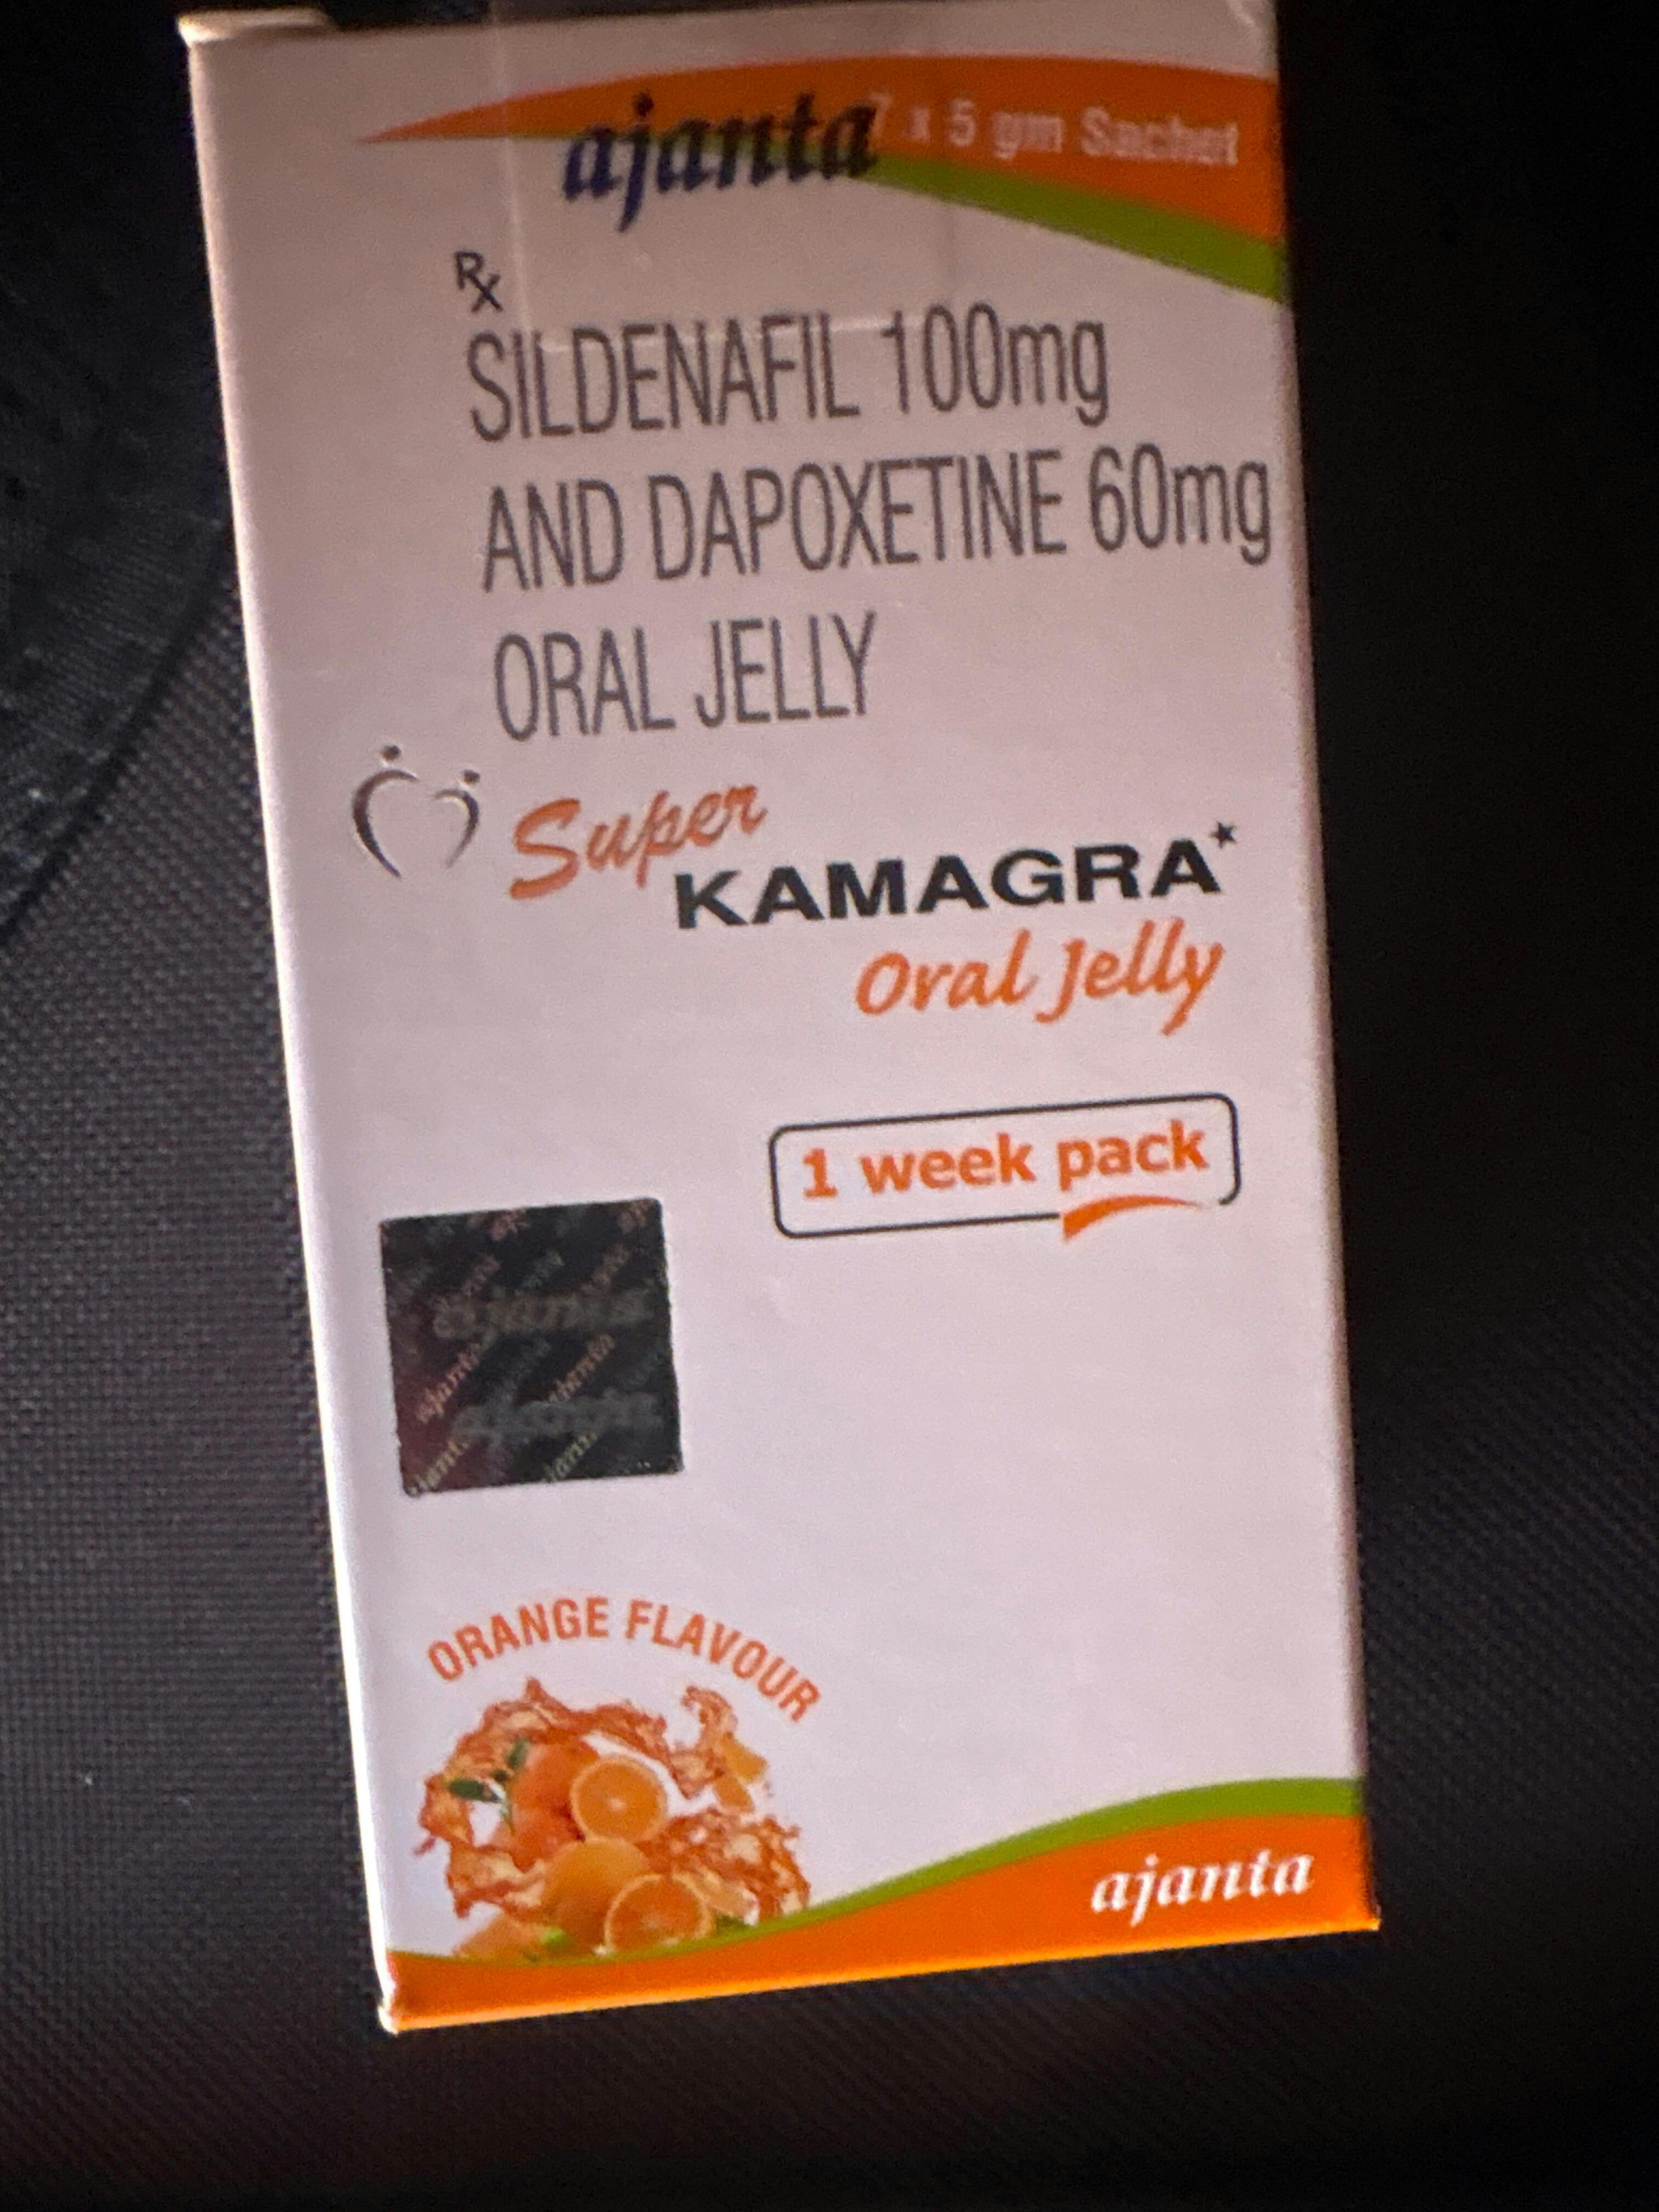 ajanta
7 x 5 gm Sachet
Rx
SILDENAFIL 100mg
AND DAPOXETINE 60mg
ORAL JELLY
Super
KAMAGRA*
Oral Jelly
1 week pack
ajanta
ORANGE FLAVOUR
ajanta